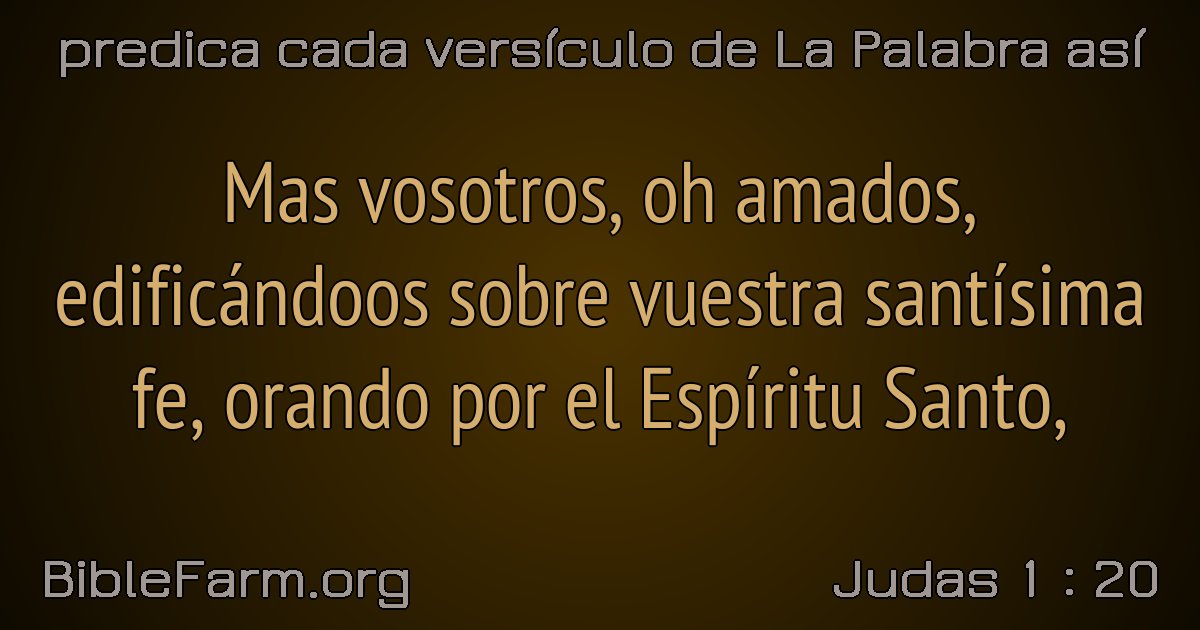 predica cada versículo de La Palabra así
Mas vosotros, oh amados,
edificándoos sobre vuestra santísima
fe, orando por el Espíritu Santo,
BibleFarm.org
Judas 1 : 20